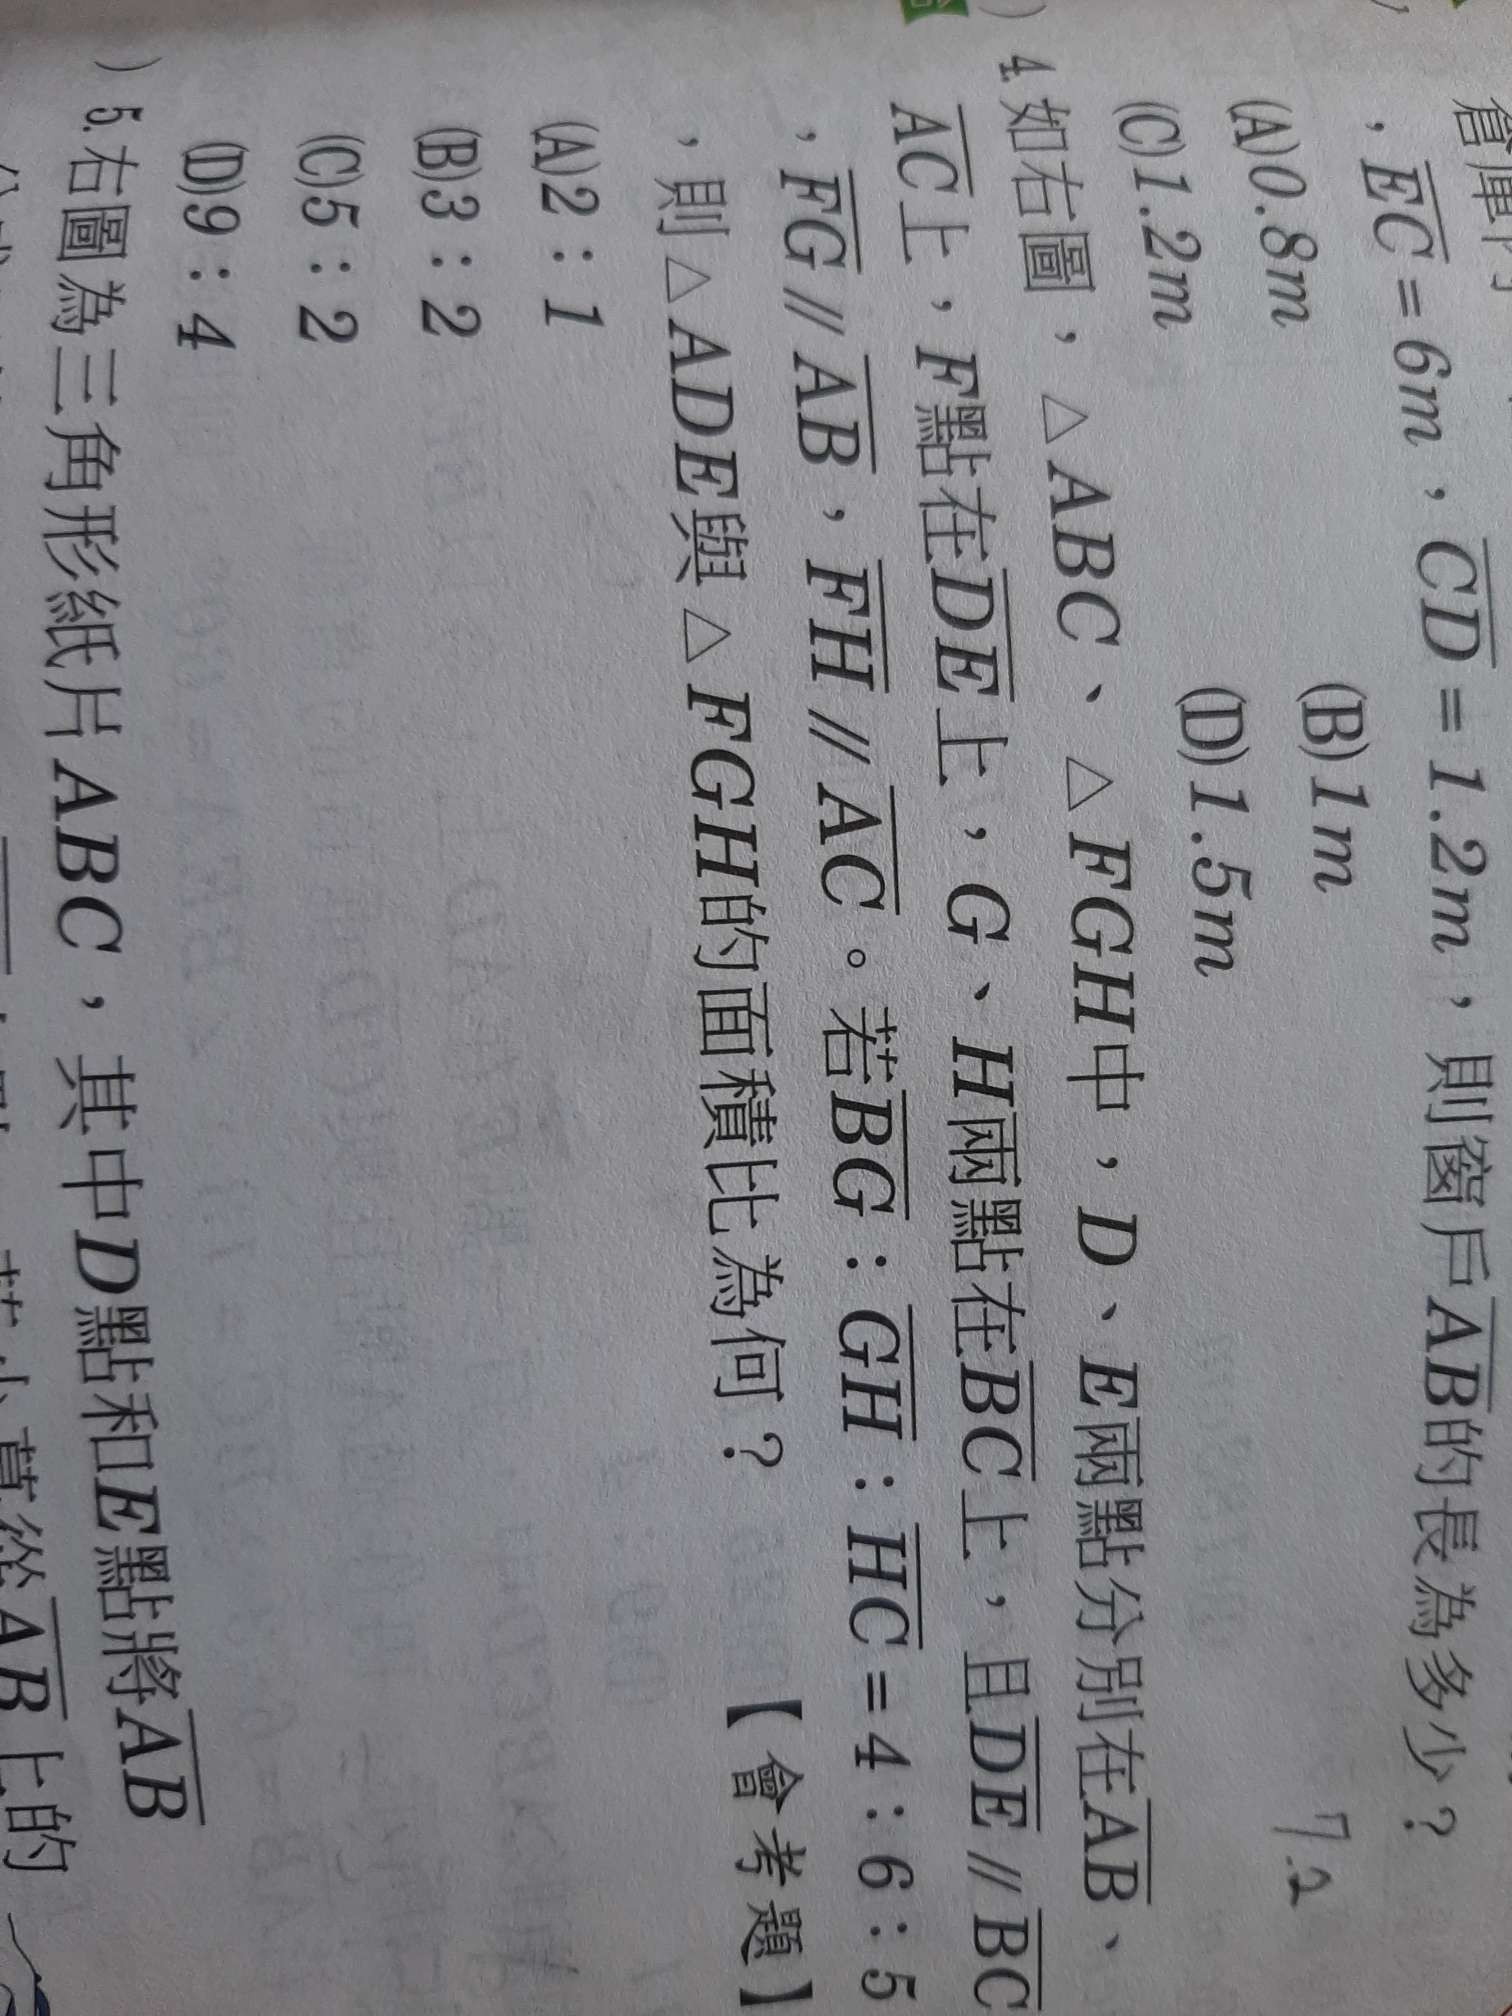 , EC = 6m , CD = 1.2m , 則窗戶AB的長為多少?
(A)0.8m (B)1m
(C)1.2m (D)1.5m
7.2
)4.如右圖, △ABC、△FGH中, D、E兩點分別在AB、
AC上, F點在DE上, G、H兩點在BC上, 且DE∥BC
, FG∥AB, FH∥AC。若BG:GH:HC=4:6:5
, 則△ADE與△FGH的面積比為何? 【會考題】
(A)2:1
(B)3:2
(C)5:2
(D)9:4
)5.右圖為三角形紙片ABC, 其中D點和E點將AB